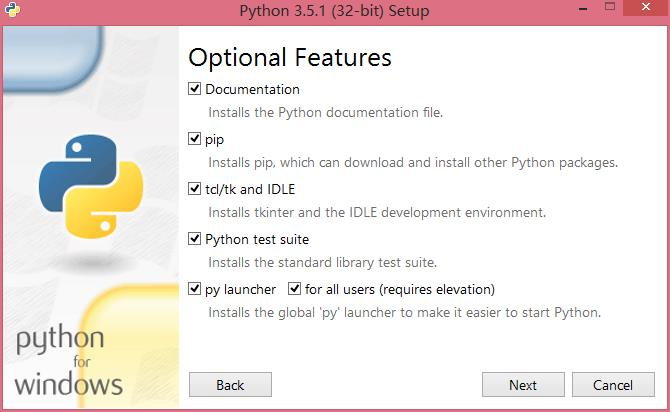 Python 3.5.1 (32-bit) Setup
Optional Features
Documentation
Installs the Python documentation file.
pip
Installs pip, which can download and install other Python packages.
tcl/tk and IDLE
Installs tkinter and the IDLE development environment.
Python test suite
Installs the standard library test suite.
py launcher for all users (requires elevation)
Installs the global 'py' launcher to make it easier to start Python.
python
for
windows
Back Next Cancel